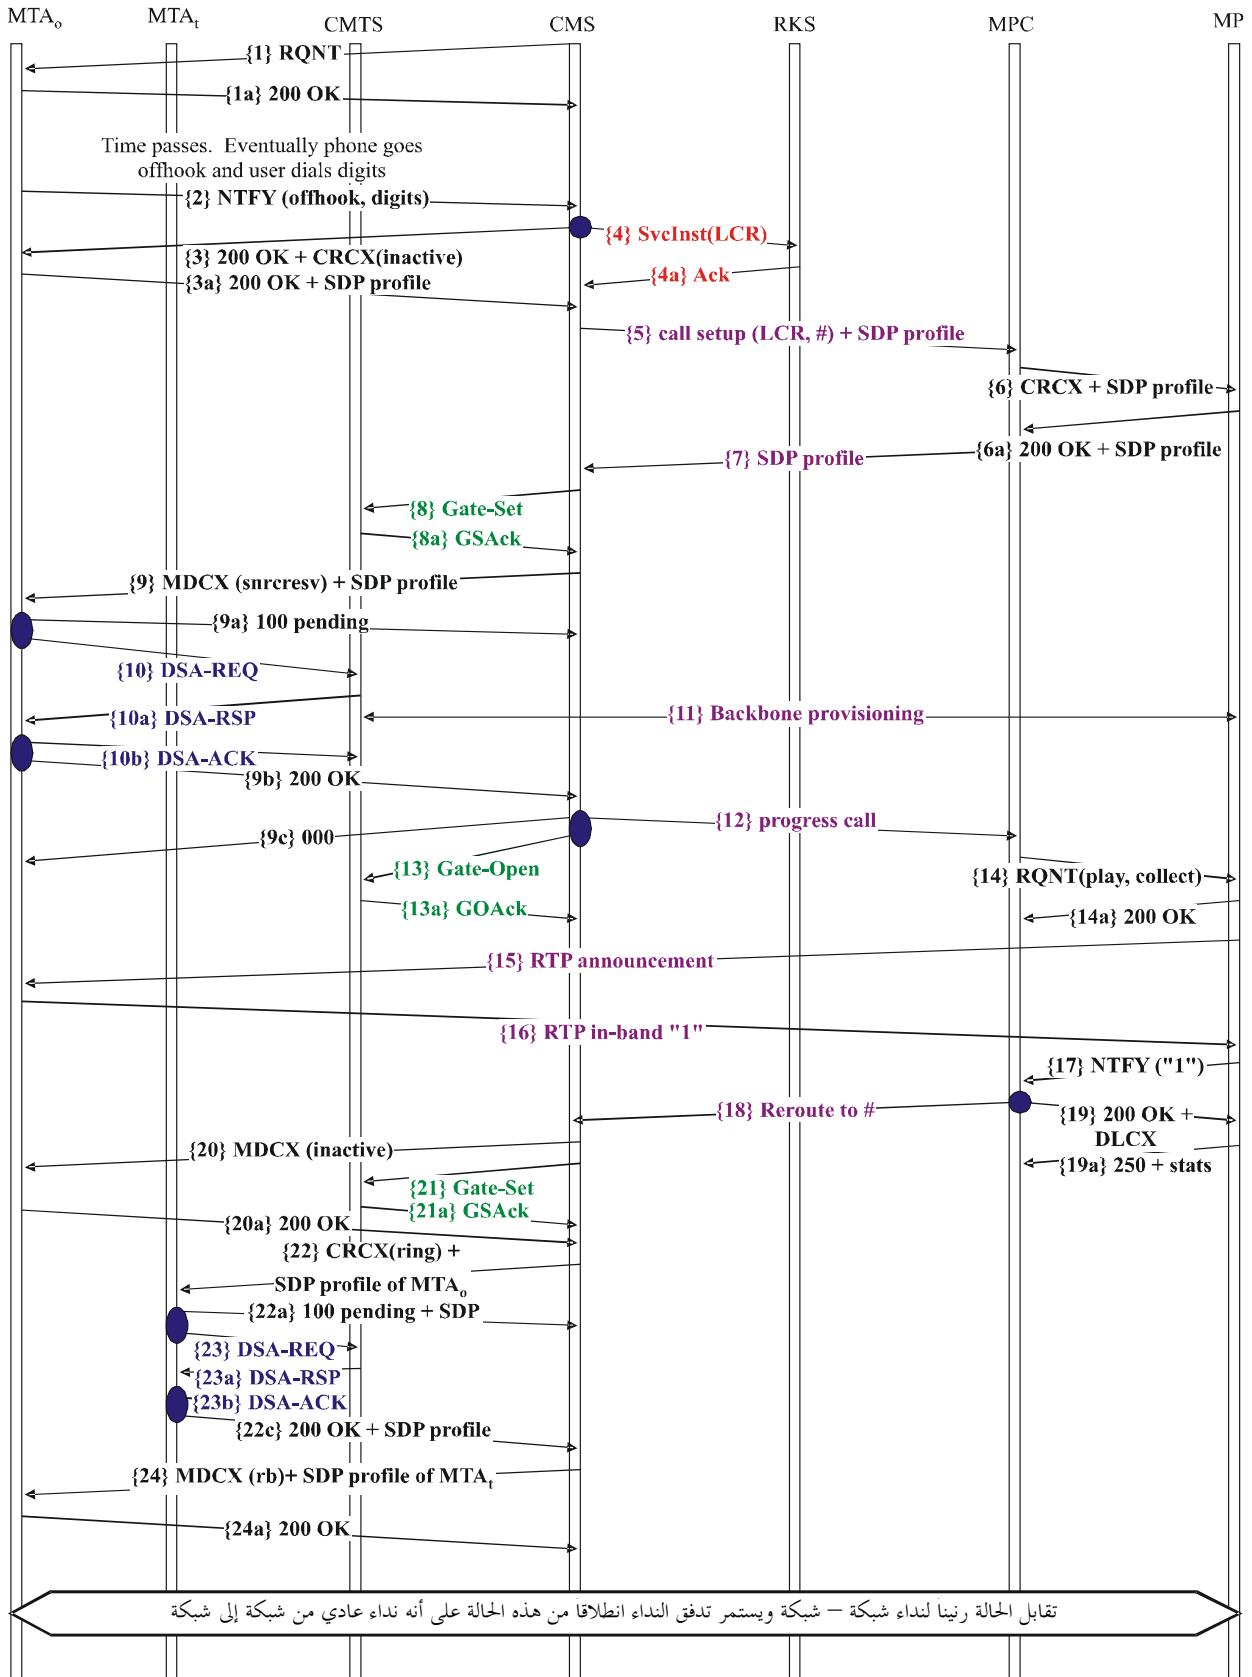 MTAo MTAt CMTS CMS RKS MPC MP
{1} RQNT
{1a} 200 OK
Time passes. Eventually phone goes
offhook and user dials digits
{2} NTFY (offhook, digits)
{4} SvcInst(LCR)
{3} 200 OK + CRCX(inactive)
{4a} Ack
{3a} 200 OK + SDP profile
{5} call setup (LCR, #) + SDP profile
{6} CRCX + SDP profile
{6a} 200 OK + SDP profile
{7} SDP profile
{8} Gate-Set
{8a} GSAck
{9} MDCX (snrcresv) + SDP profile
{9a} 100 pending
{10} DSA-REQ
{10a} DSA-RSP
{11} Backbone provisioning
{10b} DSA-ACK
{9b} 200 OK
{12} progress call
{9c} 000
{13} Gate-Open
{14} RQNT(play, collect)
{13a} GOAck
{14a} 200 OK
{15} RTP announcement
{16} RTP in-band "1"
{17} NTFY ("1")
{18} Reroute to #
{19} 200 OK +
DLCX
{20} MDCX (inactive)
{19a} 250 + stats
{21} Gate-Set
{21a} GSAck
{20a} 200 OK
{22} CRCX(ring) +
SDP profile of MTAo
{22a} 100 pending + SDP
{23} DSA-REQ
{23a} DSA-RSP
{23b} DSA-ACK
{22c} 200 OK + SDP profile
{24} MDCX (rb)+ SDP profile of MTAt
{24a} 200 OK
تقابل الحالة رنيناً لنداء شبكة – شبكة ويستمر تدفق النداء انطلاقاً من هذه الحالة على أنه نداء عادي من شبكة إلى شبكة